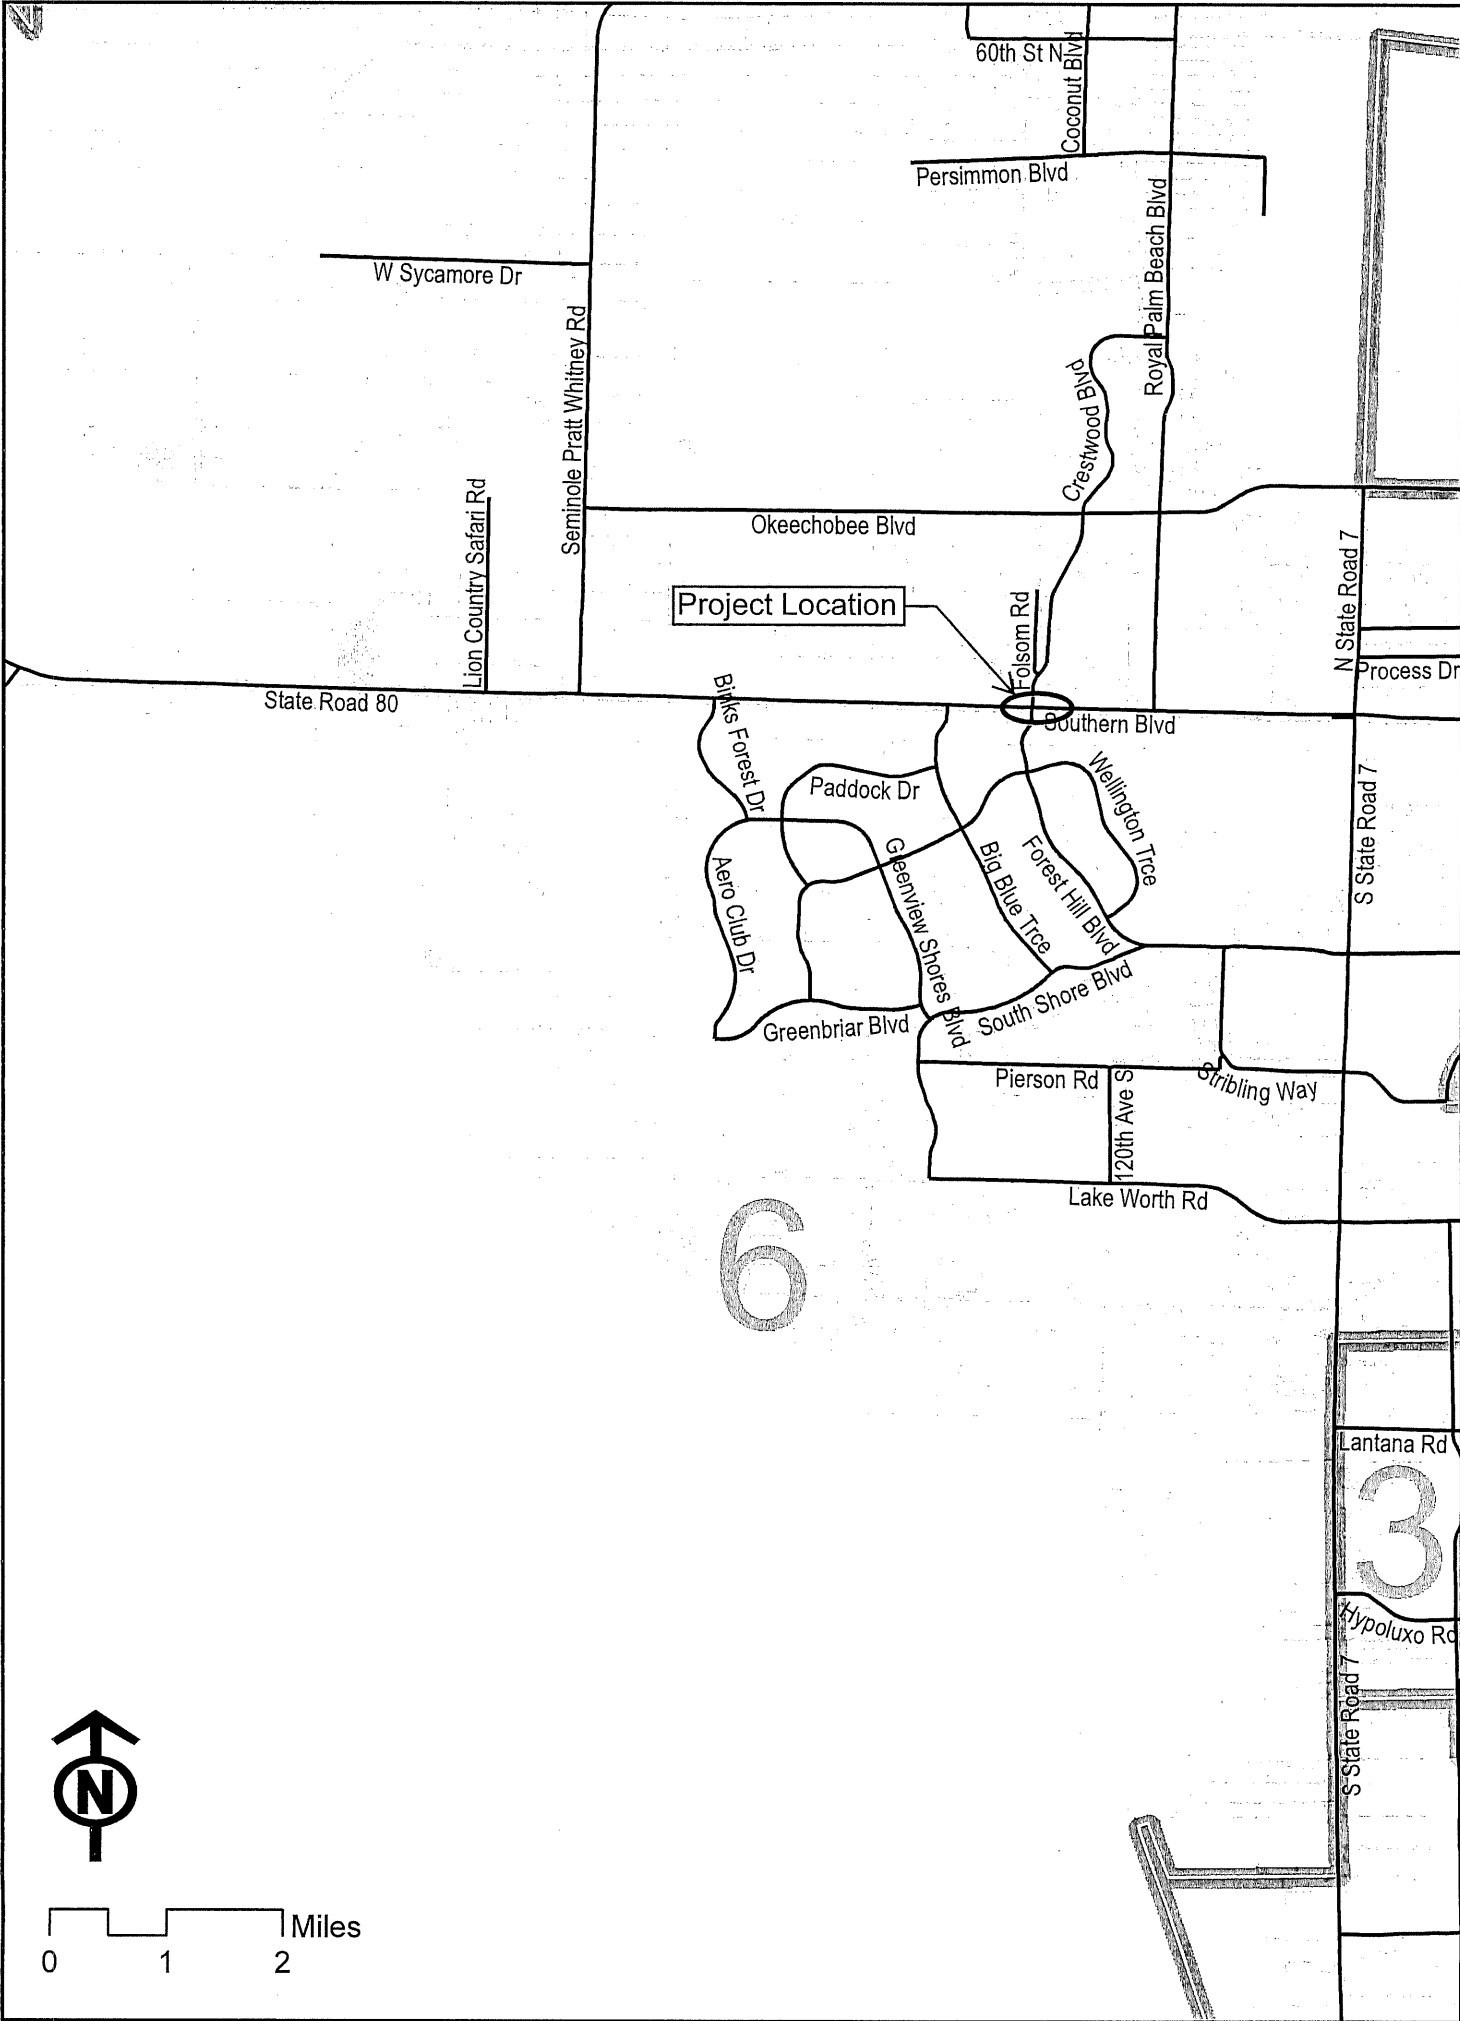 60th St N
Coconut Blvd
Persimmon Blvd
Royal Palm Beach Blvd
W Sycamore Dr
Seminole Pratt Whitney Rd
Crestwood Blvd
Lion Country Safari Rd
Okeechobee Blvd
N State Road 7
Project Location
Folsom Rd
Process Dr
State Road 80
Binks Forest Dr
Southern Blvd
Paddock Dr
Wellington Trce
S State Road 7
Greenview Shores Blvd
Big Blue Trce
Forest Hill Blvd
Aero Club Dr
South Shore Blvd
Greenbriar Blvd
Pierson Rd
120th Ave S
Stribling Way
Lake Worth Rd
6
Lantana Rd
3
Hypoluxo Rd
S State Road 7
N
Miles
0 1 2